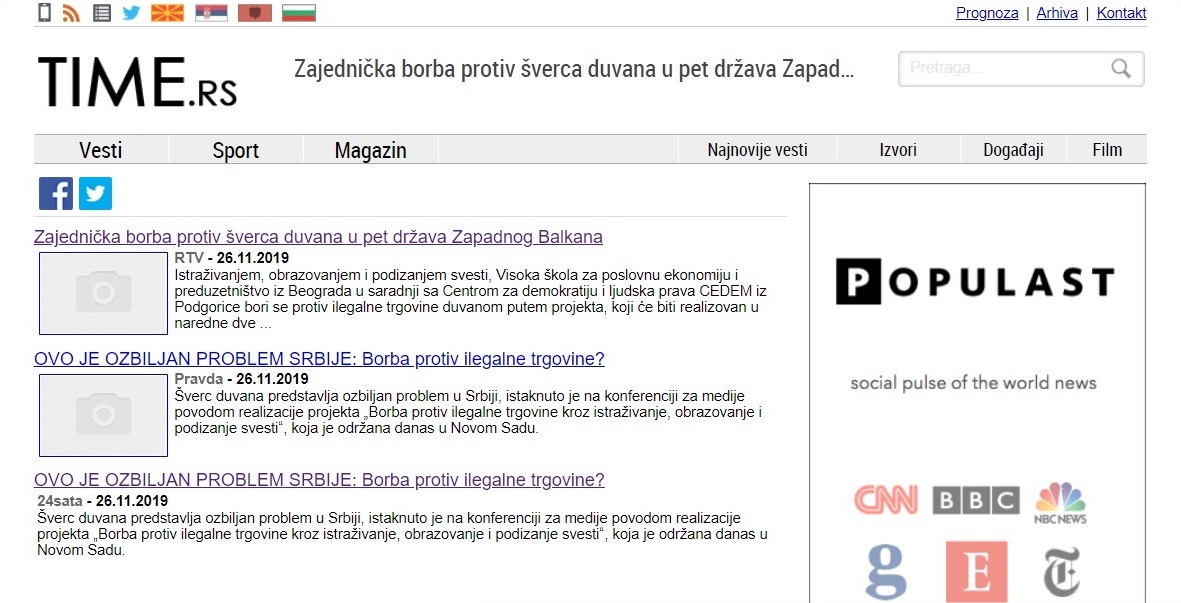 Prognoza | Arhiva | Kontakt
TIME.RS
Zajednička borba protiv šverca duvana u pet država Zapad...
Pretraga...
Vesti Sport Magazin Najnovije vesti Izvori Događaji Film
Zajednička borba protiv šverca duvana u pet država Zapadnog Balkana
RTV - 26.11.2019
Istraživanjem, obrazovanjem i podizanjem svesti, Visoka škola za poslovnu ekonomiju i
preduzetništvo iz Beograda u saradnji sa Centrom za demokratiju i ljudska prava CEDEM iz
Podgorice bori se protiv ilegalne trgovine duvanom putem projekta, koji će biti realizovan u
naredne dve ...
OVO JE OZBILJAN PROBLEM SRBIJE: Borba protiv ilegalne trgovine?
Pravda - 26.11.2019
Šverc duvana predstavlja ozbiljan problem u Srbiji, istaknuto je na konferenciji za medije
povodom realizacije projekta „Borba protiv ilegalne trgovine kroz istraživanje, obrazovanje i
podizanje svesti“, koja je održana danas u Novom Sadu.
OVO JE OZBILJAN PROBLEM SRBIJE: Borba protiv ilegalne trgovine?
24sata - 26.11.2019
Šverc duvana predstavlja ozbiljan problem u Srbiji, istaknuto je na konferenciji za medije povodom realizacije
projekta „Borba protiv ilegalne trgovine kroz istraživanje, obrazovanje i podizanje svesti“, koja je održana danas u
Novom Sadu.
POPULAST
social pulse of the world news
CNN BBC NBC NEWS
g E T